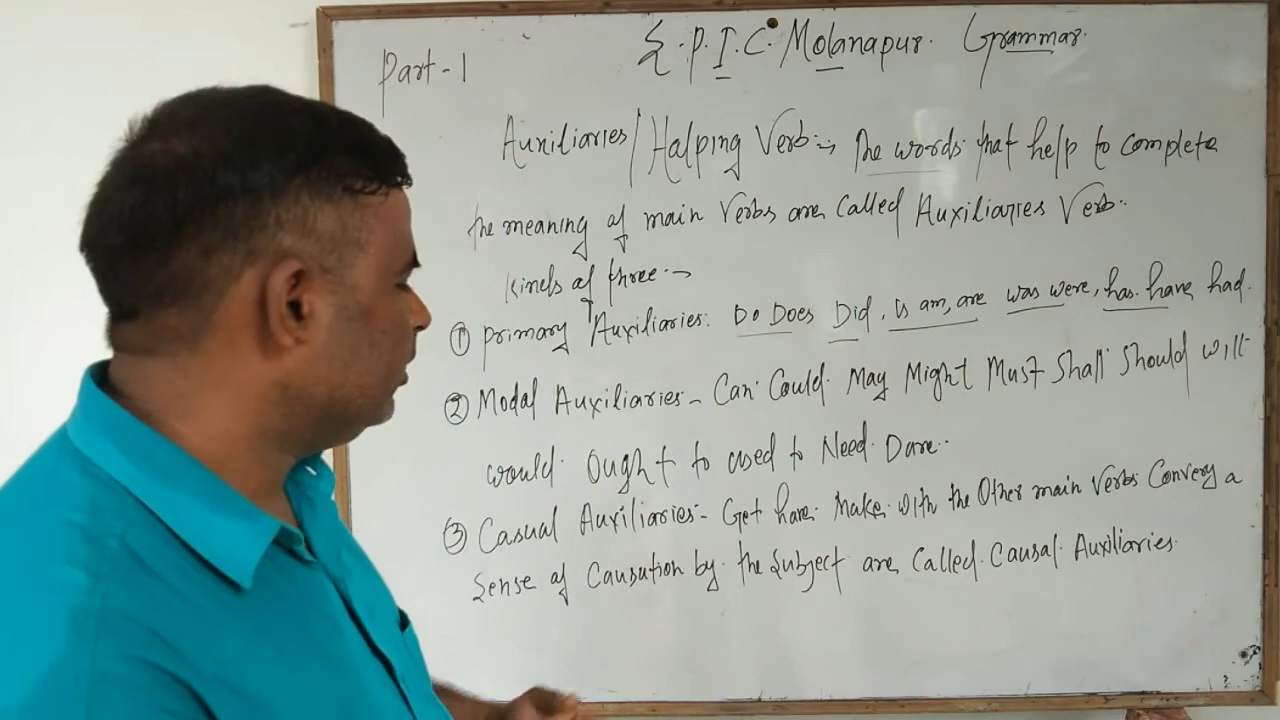 Part-1
P.I.C. Molanapur. Grammar.
Auxiliaries/Halping Verb:→ The words that help to complete
the meaning of main Verbs are Called Auxiliaries Verb.
Kinds of three:→
① Primary Auxiliaries: Do Does Did, is am, are was were, has have had.
② Modal Auxiliaries- Can Could May Might Must Shall Should will
would Ought to used to Need Dare..
③ Casual Auxiliaries- Get have Make with the Other main verbs Convery a
Sense of Causution by the Subject are Called Causal Auxiliaries.